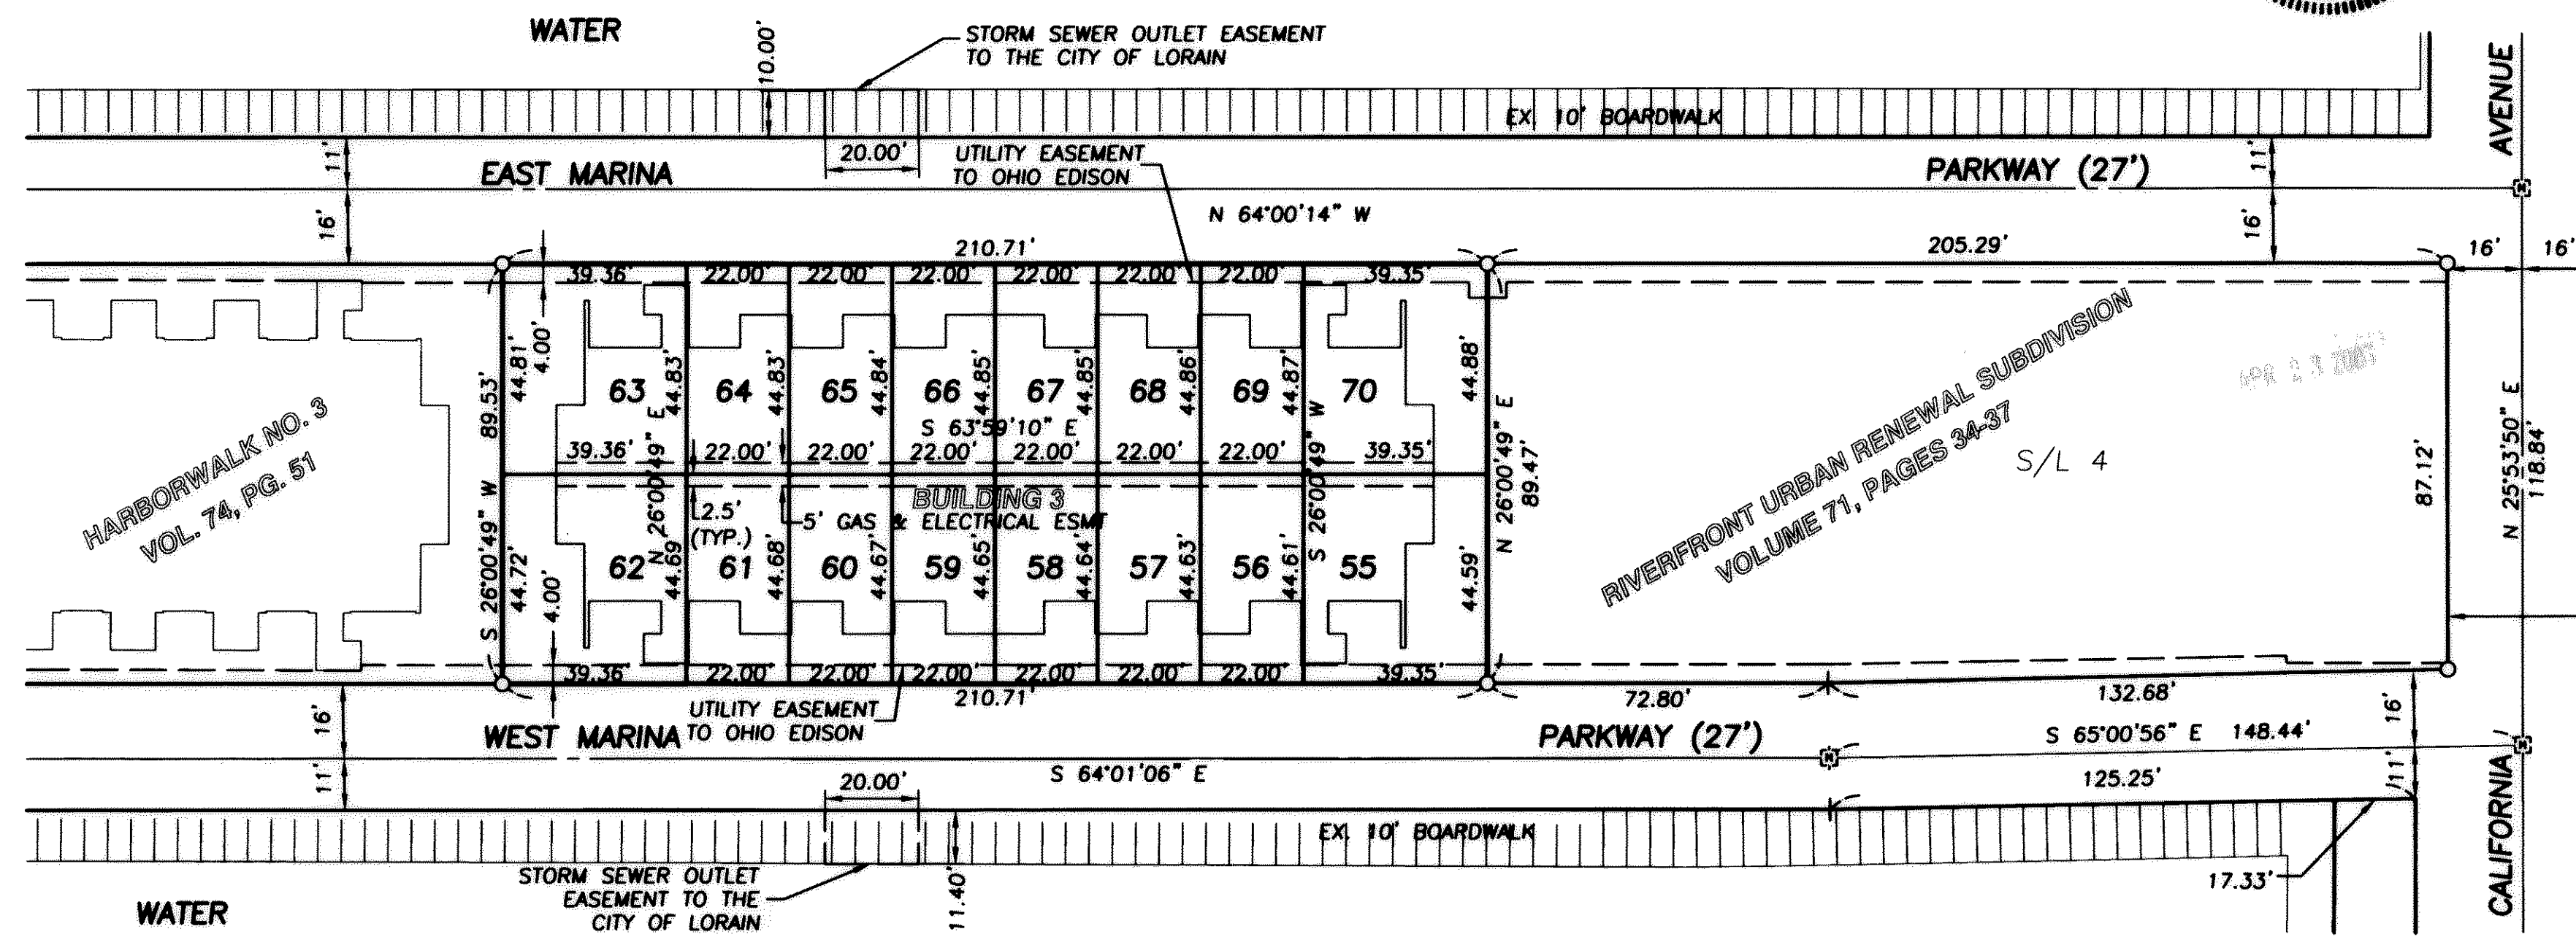 WATER
10.00'
STORM SEWER OUTLET EASEMENT
TO THE CITY OF LORAIN
AVENUE
EX. 10' BOARDWALK
11'
20.00'
UTILITY EASEMENT
TO OHIO EDISON
EAST MARINA
PARKWAY (27')
11'
16'
N 64°00'14" W
16'
210.71'
205.29'
16'
16'
39.36'
22.00'
22.00'
22.00'
22.00'
22.00'
22.00'
39.35'
4.00'
89.53'
44.81'
44.83'
44.83'
44.84'
44.85'
44.85'
44.86'
44.87'
44.88'
63
64
65
66
67
68
69
70
S 63°59'10" E
39.36'
22.00'
22.00'
22.00'
22.00'
22.00'
22.00'
39.35'
N 26°00'49" E
S 26°00'49" W
N 26°00'49" E
89.47'
HARBORWALK NO. 3
VOL. 74, PG. 51
RIVERFRONT URBAN RENEWAL SUBDIVISION
VOLUME 71, PAGES 34-37
S/L 4
APR 23 2007
87.12'
N 25°53'50" E
118.84'
BUILDING 3
2.5'
(TYP.)
5' GAS & ELECTRICAL ESMT
S 26°00'49" W
44.72'
44.69'
44.68'
44.67'
44.65'
44.64'
44.63'
44.61'
44.59'
62
61
60
59
58
57
56
55
4.00'
39.36'
22.00'
22.00'
22.00'
22.00'
22.00'
22.00'
39.35'
210.71'
72.80'
132.68'
UTILITY EASEMENT
TO OHIO EDISON
16'
WEST MARINA
PARKWAY (27')
S 65°00'56" E 148.44'
16'
11'
S 64°01'06" E
20.00'
125.25'
11'
EX. 10' BOARDWALK
STORM SEWER OUTLET
EASEMENT TO THE
CITY OF LORAIN
11.40'
17.33'
CALIFORNIA
WATER